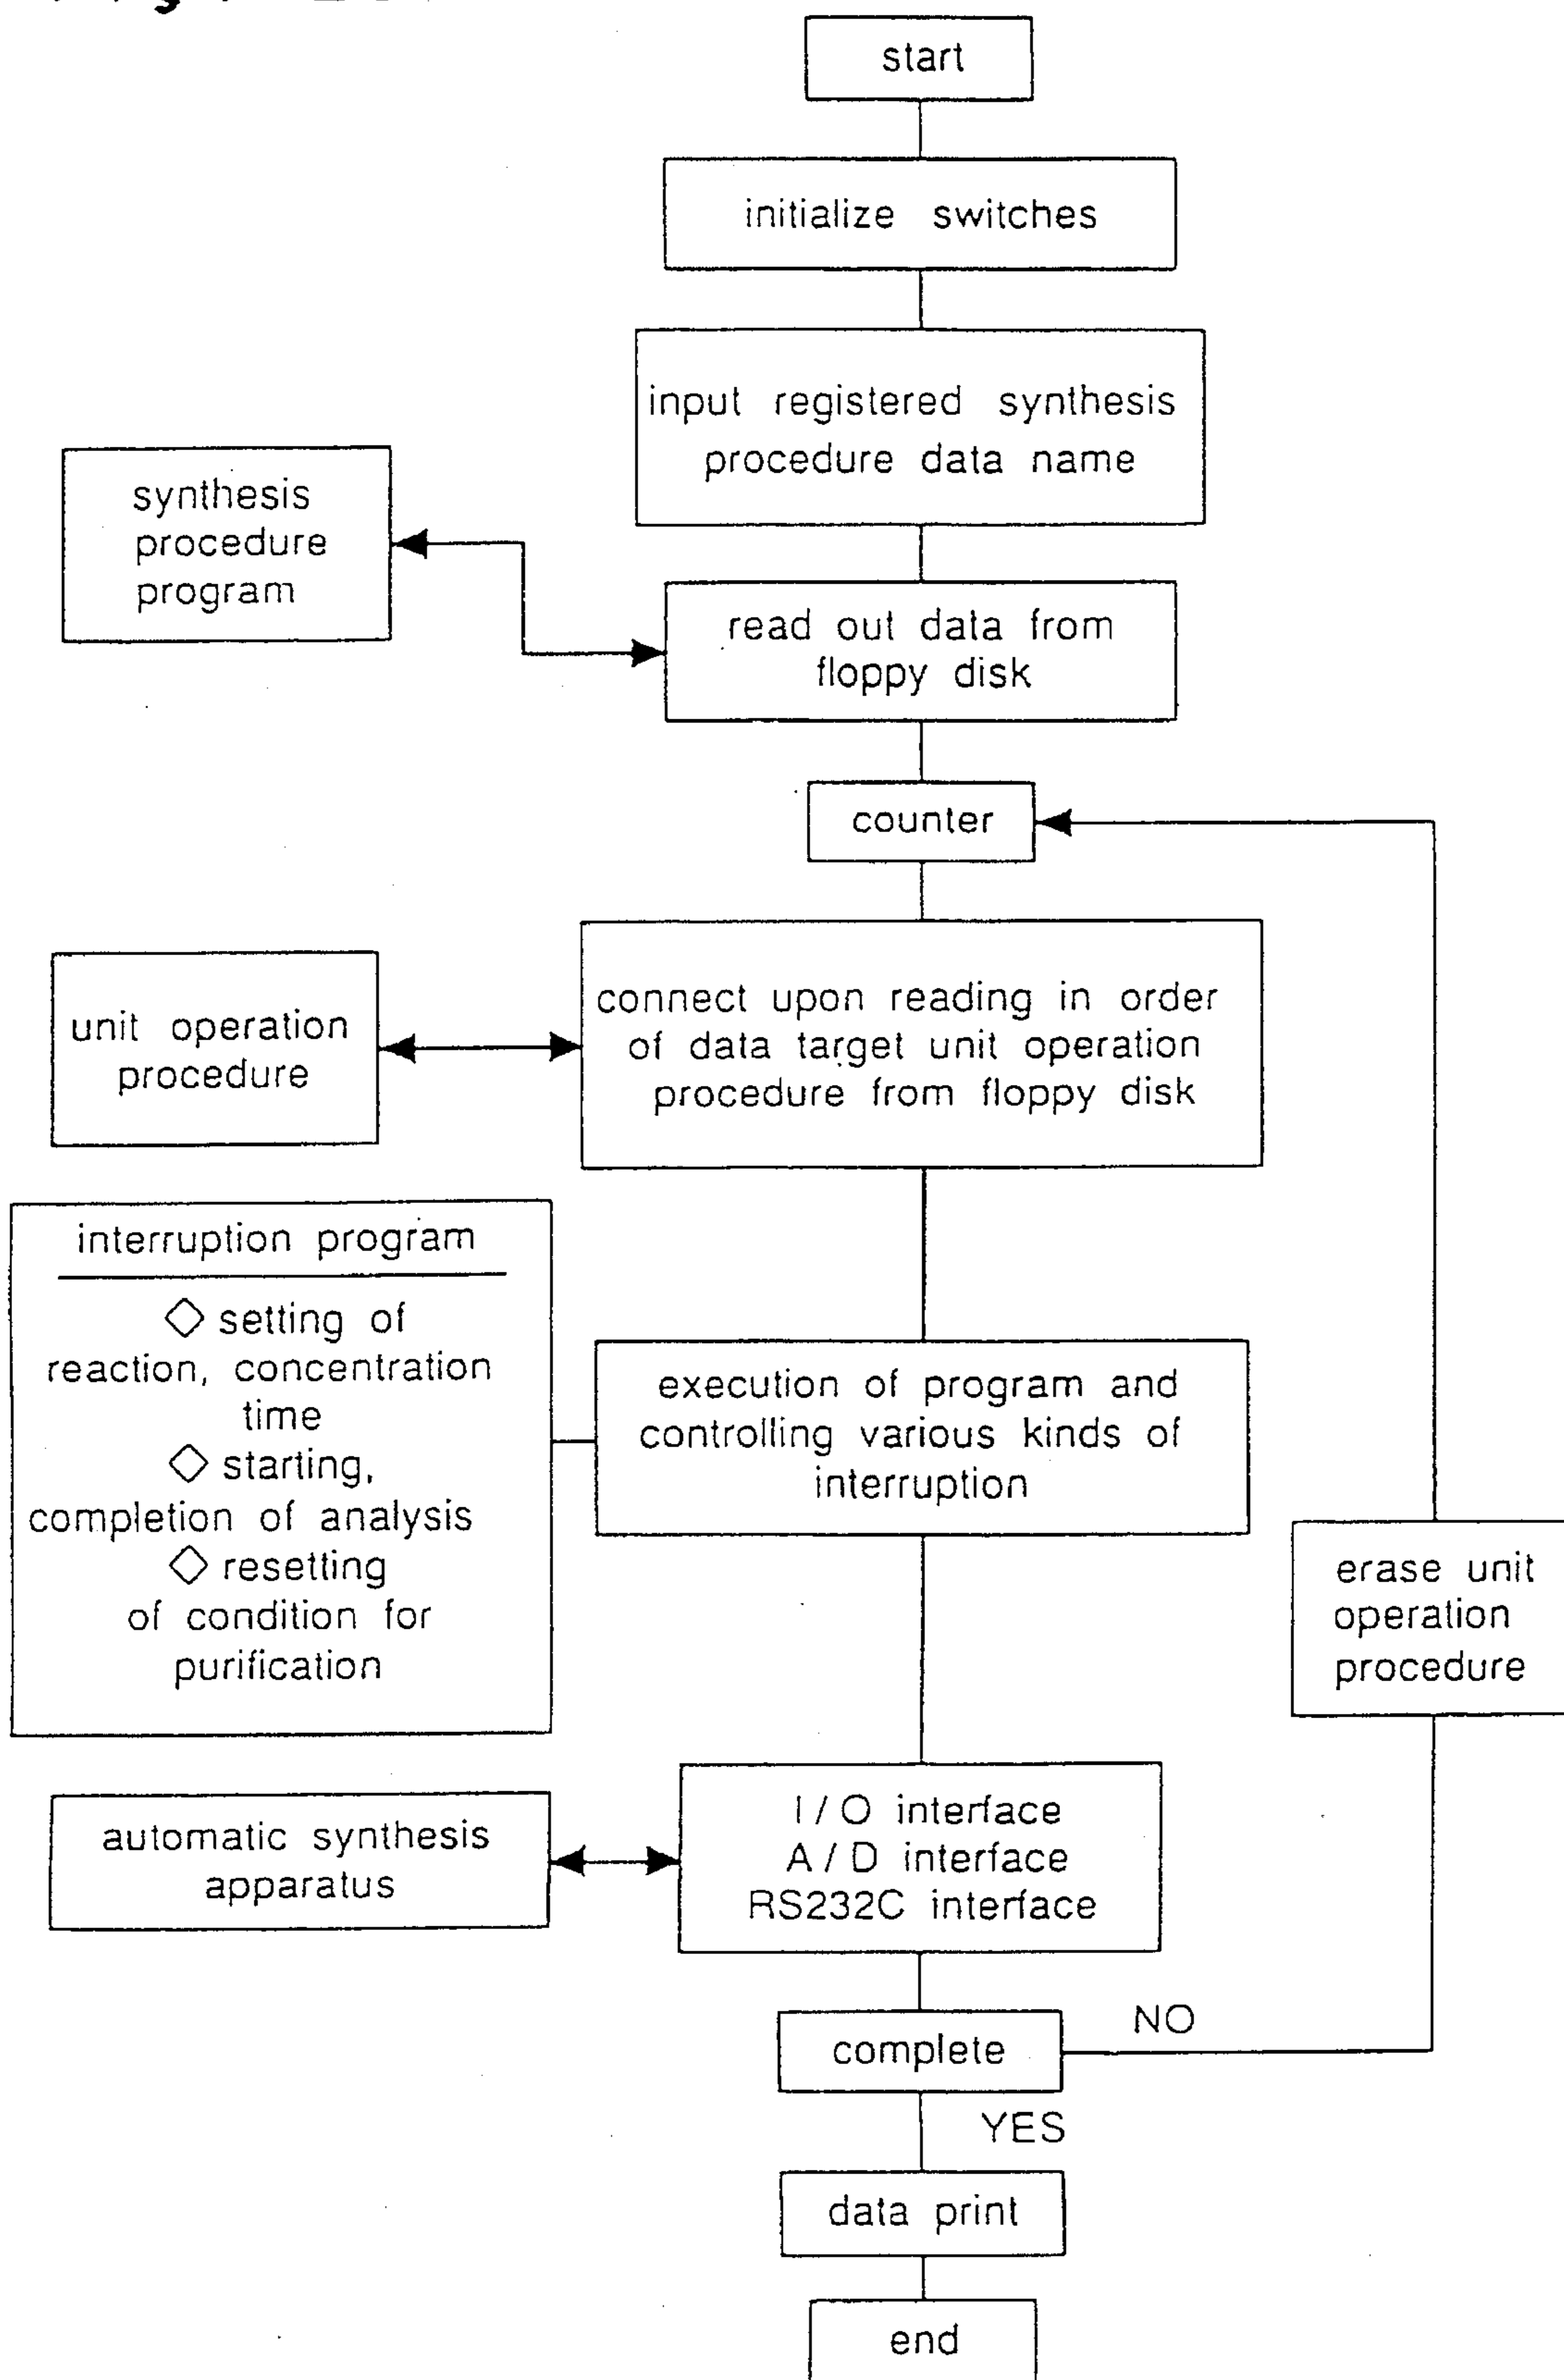 start
initialize switches
input registered synthesis
procedure data name
synthesis
procedure
program
read out data from
floppy disk
counter
unit operation
procedure
connect upon reading in order
of data target unit operation
procedure from floppy disk
interruption program
◇ setting of
reaction, concentration
time
◇ starting,
completion of analysis
◇ resetting
of condition for
purification
execution of program and
controlling various kinds of
interruption
erase unit
operation
procedure
automatic synthesis
apparatus
I/O interface
A/D interface
RS232C interface
complete
NO
YES
data print
end